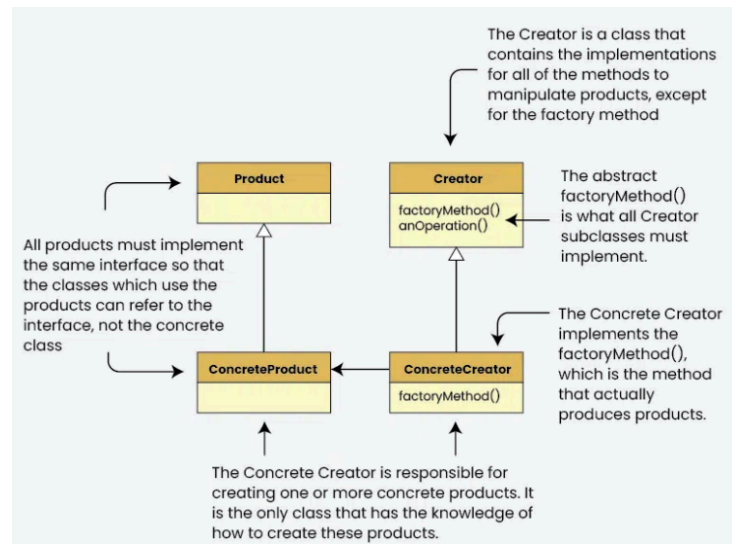 The Creator is a class that
contains the implementations
for all of the methods to
manipulate products, except
for the factory method
Product
Creator
factoryMethod()
anOperation()
The abstract
factoryMethod()
is what all Creator
subclasses must
implement.
All products must implement
the same interface so that
the classes which use the
products can refer to the
interface, not the concrete
class
The Concrete Creator
implements the
factoryMethod(),
which is the method
that actually
produces products.
ConcreteProduct
ConcreteCreator
factoryMethod()
The Concrete Creator is responsible for
creating one or more concrete products. It
is the only class that has the knowledge of
how to create these products.